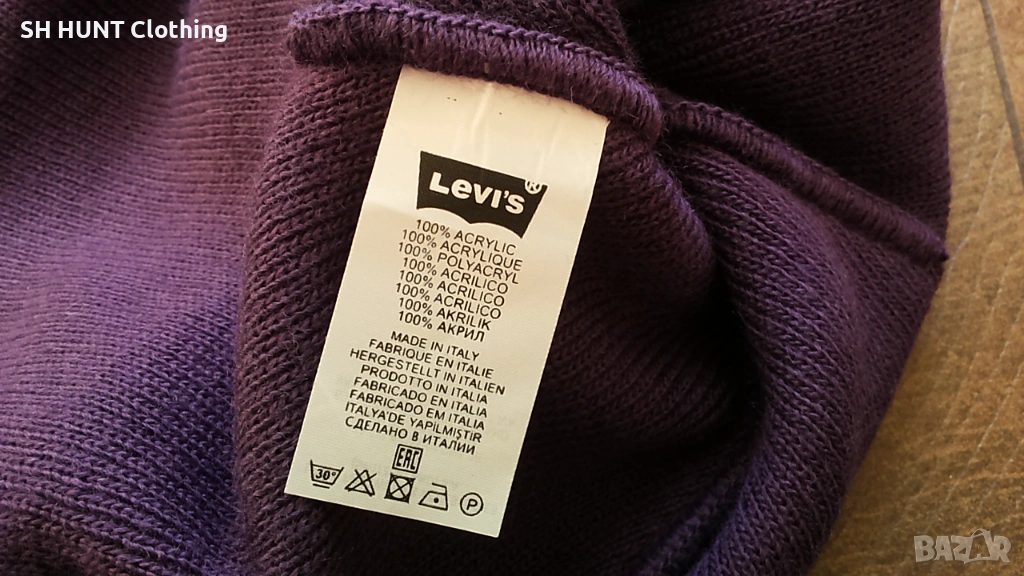 SH HUNT Clothing
LEVI'S®
100% ACRYLIC
100% ACRYLIQUE
100% POLYACRYL
100% ACRILICO
100% ACRILICO
100% ACRILICO
100% AKRILIK
100% АКРИЛ
MADE IN ITALY
FABRIQUE EN ITALIE
HERGESTELLT IN ITALIEN
PRODOTTO IN ITALIA
FABRICADO EN ITALIA
FABRICADO EM ITALIA
ITALYA'DE YAPILMIŞTIR
СДЕЛАНО В ИТАЛИИ
EAC
30° P
BAZAR